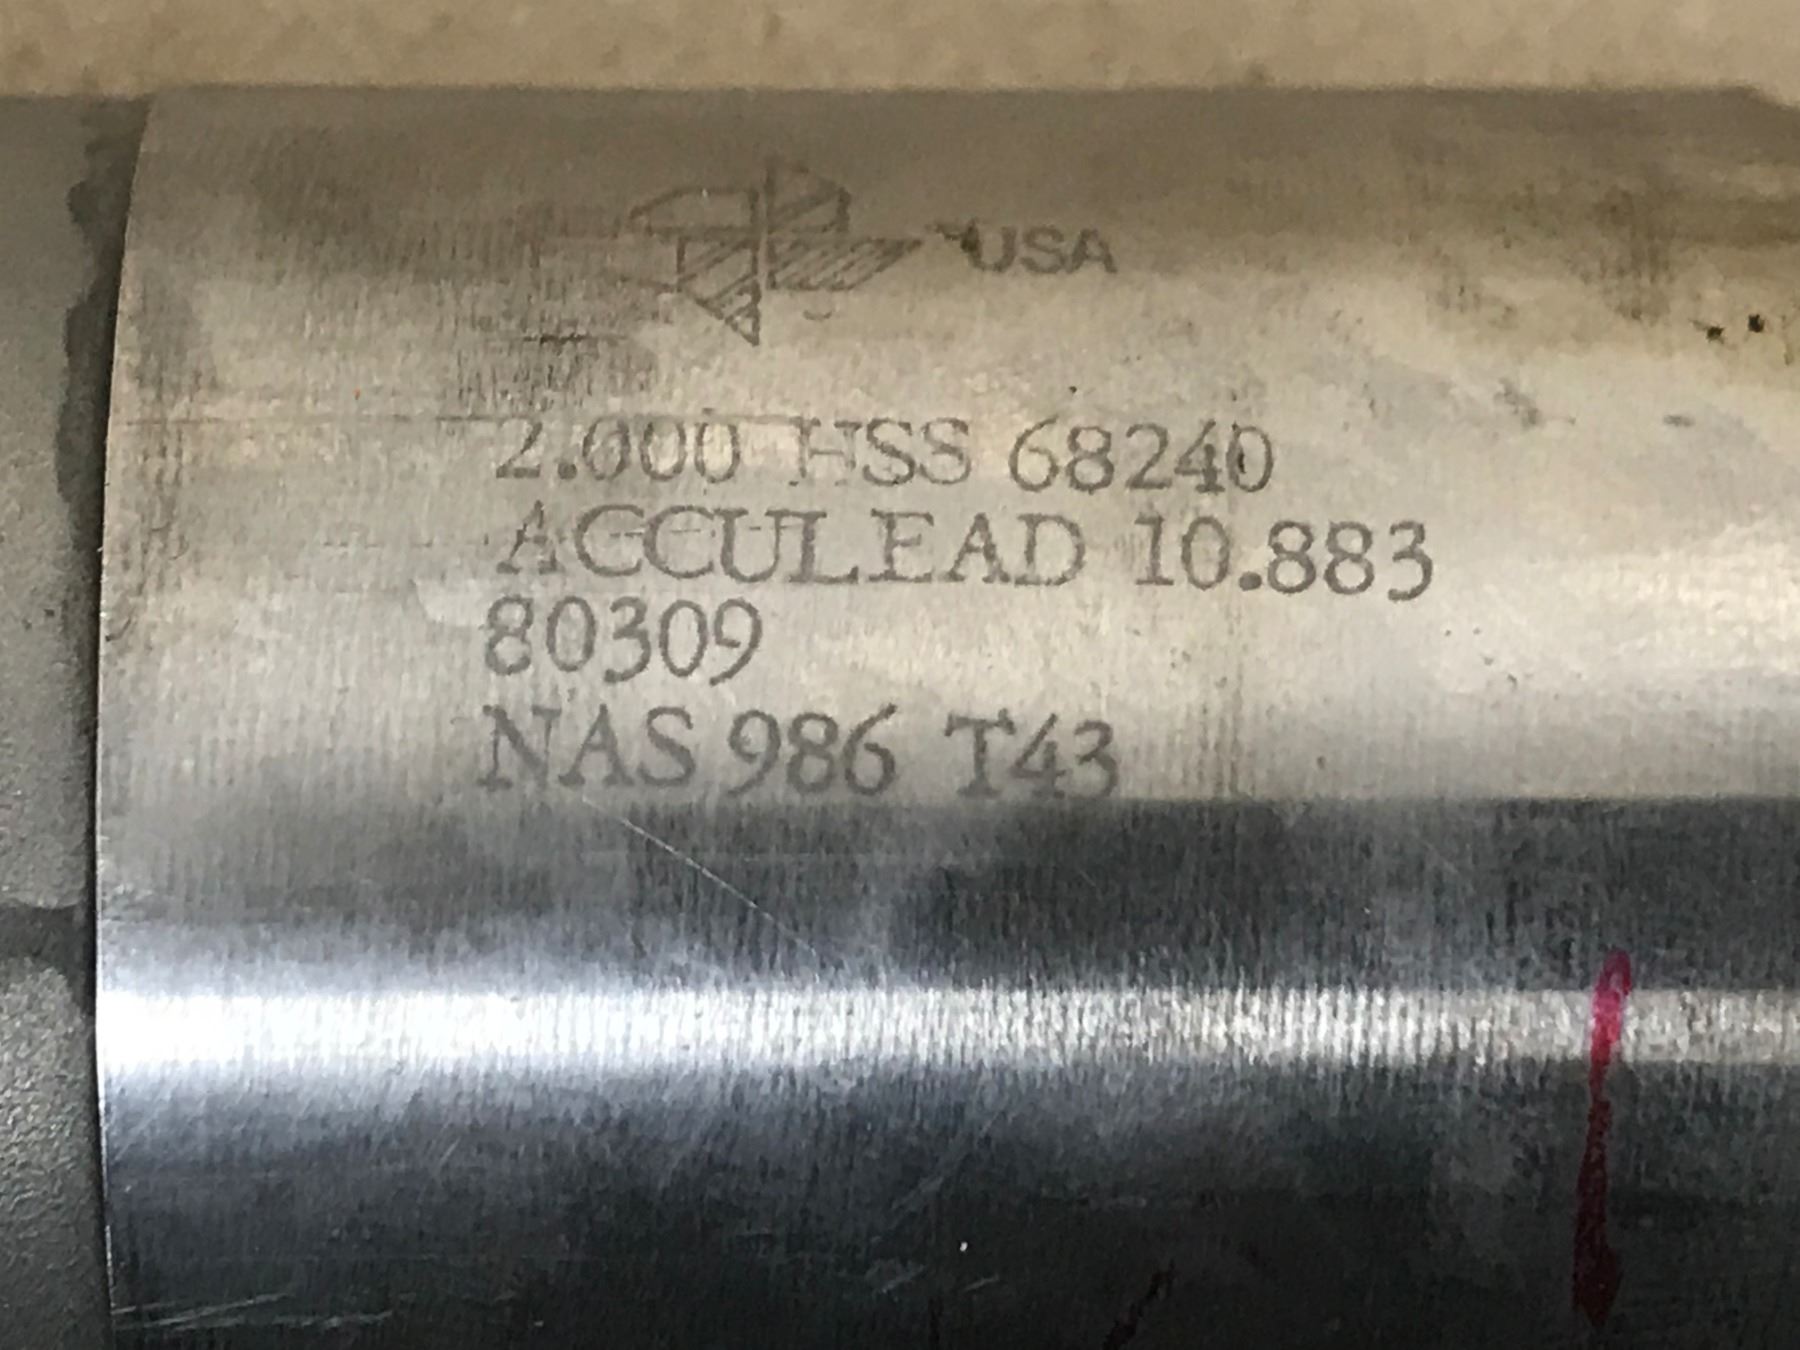 USA
2.000 HSS 68240
ACCULEAD 10.883
80309
NAS 986 T43